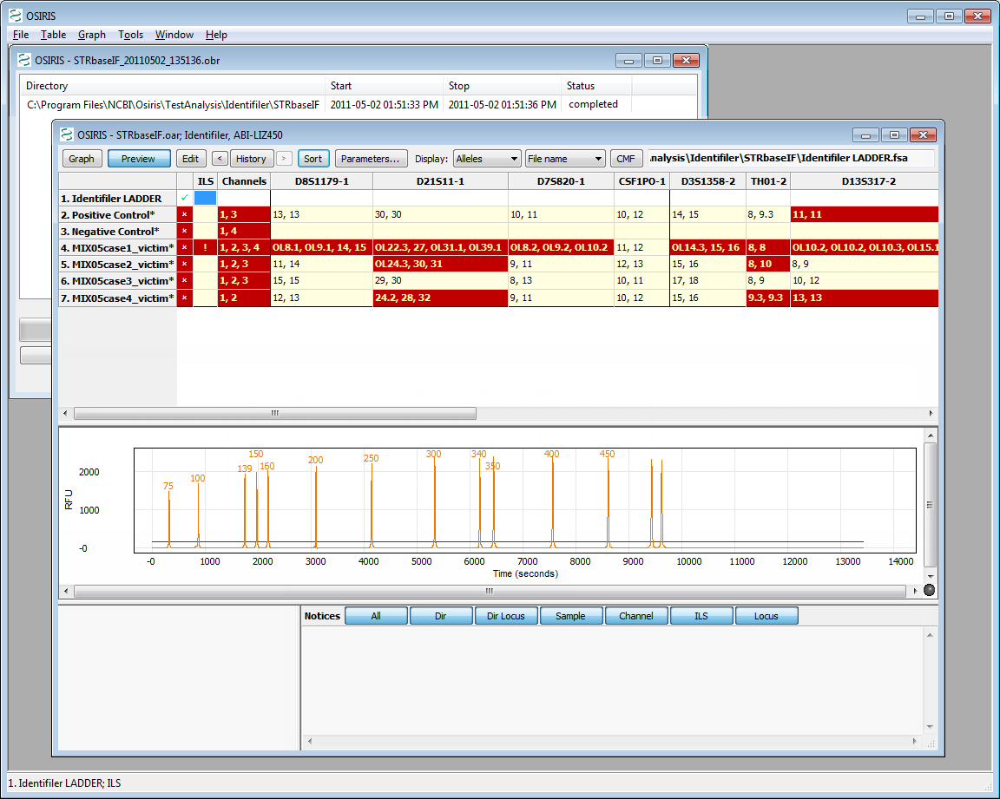 OSIRIS
File Table Graph Tools Window Help
OSIRIS - STRbaseIF_20110502_135136.obr
Directory Start Stop Status
C:\Program Files\NCBI\Osiris\TestAnalysis\Identifiler\STRbaseIF 2011-05-02 01:51:33 PM 2011-05-02 01:51:36 PM completed
OSIRIS - STRbaseIF.oar; Identifiler, ABI-LIZ450
Graph Preview Edit < History > Sort Parameters... Display: Alleles File name CMF nalysis\Identifiler\STRbaseIF\Identifiler LADDER.fsa
ILS Channels D8S1179-1 D21S11-1 D7S820-1 CSF1PO-1 D3S1358-2 TH01-2 D13S317-2
1. Identifiler LADDER ✓
2. Positive Control* × 1, 3 13, 13 30, 30 10, 11 10, 12 14, 15 8, 9.3 11, 11
3. Negative Control* × 1, 4
4. MIX05case1_victim* × ! 1, 2, 3, 4 OL8.1, OL9.1, 14, 15 OL22.3, 27, OL31.1, OL39.1 OL8.2, OL9.2, OL10.2 11, 12 OL14.3, 15, 16 8, 8 OL10.2, OL10.2, OL10.3, OL15.1
5. MIX05case2_victim* × 1, 2, 3 11, 14 OL24.3, 30, 31 9, 11 12, 13 15, 16 8, 10 8, 9
6. MIX05case3_victim* × 1, 2, 3 15, 15 29, 30 8, 13 10, 11 17, 18 8, 9 10, 12
7. MIX05case4_victim* × 1, 2 12, 13 24.2, 28, 32 9, 11 10, 12 15, 16 9.3, 9.3 13, 13
75 100 139 150 160 200 250 300 340 350 400 450
RFU
2000
1000
-0
-0 1000 2000 3000 4000 5000 6000 7000 8000 9000 10000 11000 12000 13000 14000
Time (seconds)
Notices All Dir Dir Locus Sample Channel ILS Locus
1. Identifiler LADDER; ILS